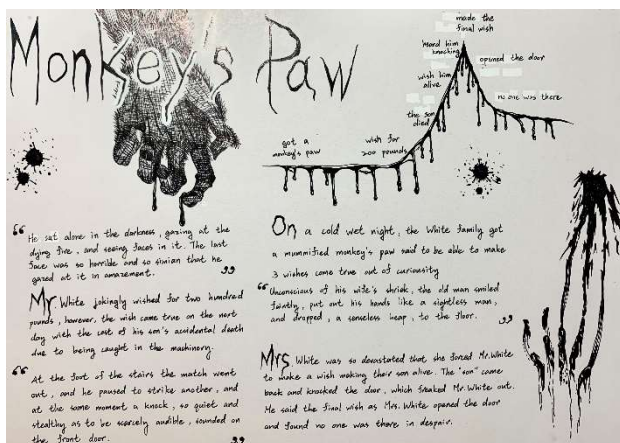 Monkey's Paw
made the
final wish
heard him
knocking
opened the door
wish him
alive
no one was there
the son
died
got a
monkey's paw
wish for
200 pounds
"He sat alone in the darkness, gazing at the
dying fire, and seeing faces in it. The last
face was so horrible and so simian that he
gazed at it in amazement."
Mr White jokingly wished for two hundred
pounds, however, the wish came true on the next
day with the cost of his son's accidental death
due to being caught in the machinery.
"At the foot of the stairs the match went
out, and he paused to strike another, and
at the same moment a knock, so quiet and
stealthy as to be scarcely audible, sounded on
the front door."
On a cold wet night, the White family got
a mummified monkey's paw said to be able to make
3 wishes come true out of curiosity
"Unconscious of his wife's shriek, the old man smiled
faintly, put out his hands like a sightless man,
and dropped, a senseless heap, to the floor."
Mrs. White was so devastated that she forced Mr. White
to make a wish making their son alive. The "son" came
back and knocked the door, which freaked Mr. White out.
He said the final wish as Mrs. White opened the door
and found no one was there in despair.